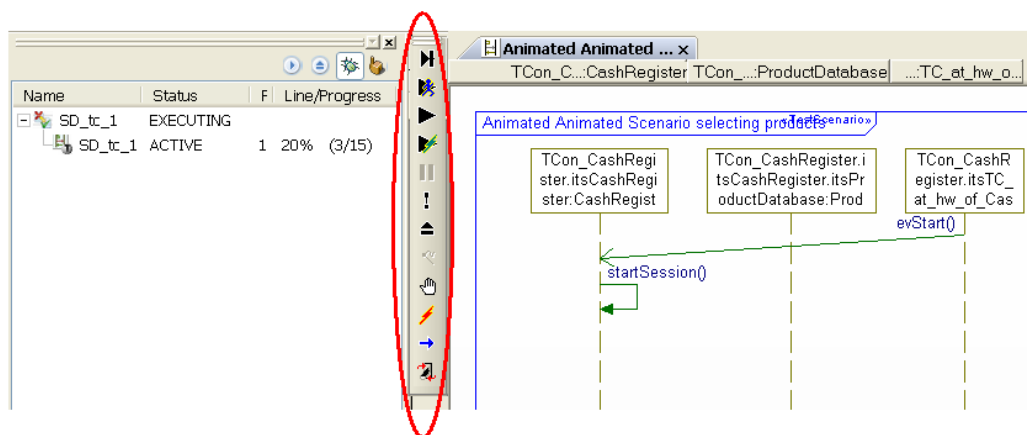 Name Status F Line/Progress
SD_tc_1 EXECUTING
SD_tc_1 ACTIVE 1 20% (3/15)
Animated Animated ... x
TCon_C...:CashRegister TCon_...:ProductDatabase ...:TC_at_hw_o...
Animated Animated Scenario selecting products «TestScenario»
TCon_CashRegi
ster.itsCashRegi
ster:CashRegist
TCon_CashRegister.i
tsCashRegister.itsPr
oductDatabase:Prod
TCon_CashR
egister.itsTC_
at_hw_of_Cas
evStart()
startSession()